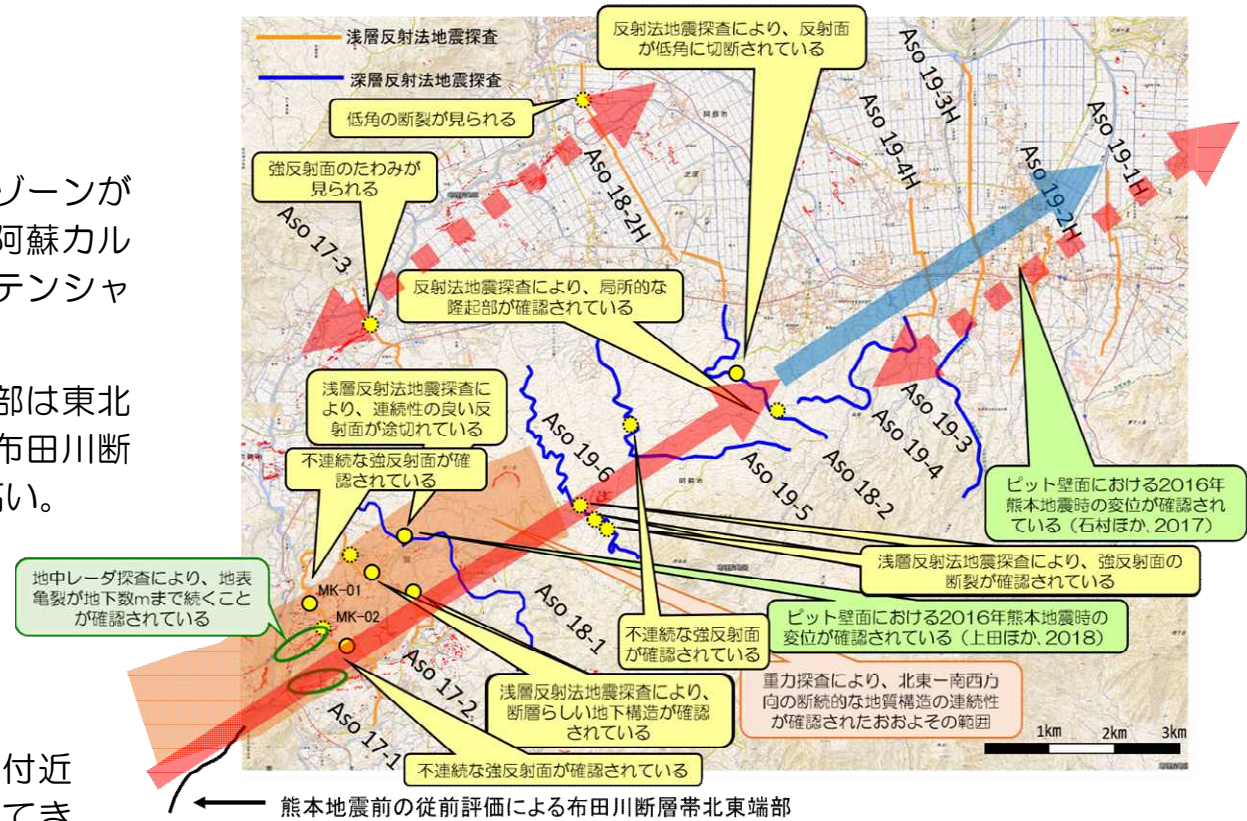 浅層反射法地震探査
深層反射法地震探査
反射法地震探査により、反射面
が低角に切断されている
低角の断裂が見られる
強反射面のたわみが
見られる
ゾーンが
阿蘇カル
テンシャ
Aso 17-3
Aso 18-2H
Aso 19-4H
Aso 19-3H
Aso 19-2H
Aso 19-1H
阿蘇市
反射法地震探査により、局所的な
隆起部が確認されている
部は東北
布田川断
高い。
浅層反射法地震探査に
より、連続性の良い反
射面が途切れている
不連続な強反射面が確
認されている
Aso 19-6
Aso 19-5
Aso 18-2
Aso 19-4
Aso 19-3
ピット壁面における2016年
熊本地震時の変位が確認され
ている（石村ほか, 2017）
浅層反射法地震探査により、強反射面の
断裂が確認されている
地中レーダ探査により、地表
亀裂が地下数mまで続くこと
が確認されている
MK-01
MK-02
Aso 18-1
不連続な強反射面
が確認されている
ピット壁面における2016年熊本地震時の
変位が確認されている（上田ほか, 2018）
重力探査により、北東ー南西方
向の断続的な地質構造の連続性
が確認されたおおよその範囲
Aso 17-2
Aso 17-1
浅層反射法地震探査により、
断層らしい地下構造が確認
されている
不連続な強反射面が確認されている
1km 2km 3km
付近
てき
熊本地震前の従前評価による布田川断層帯北東端部